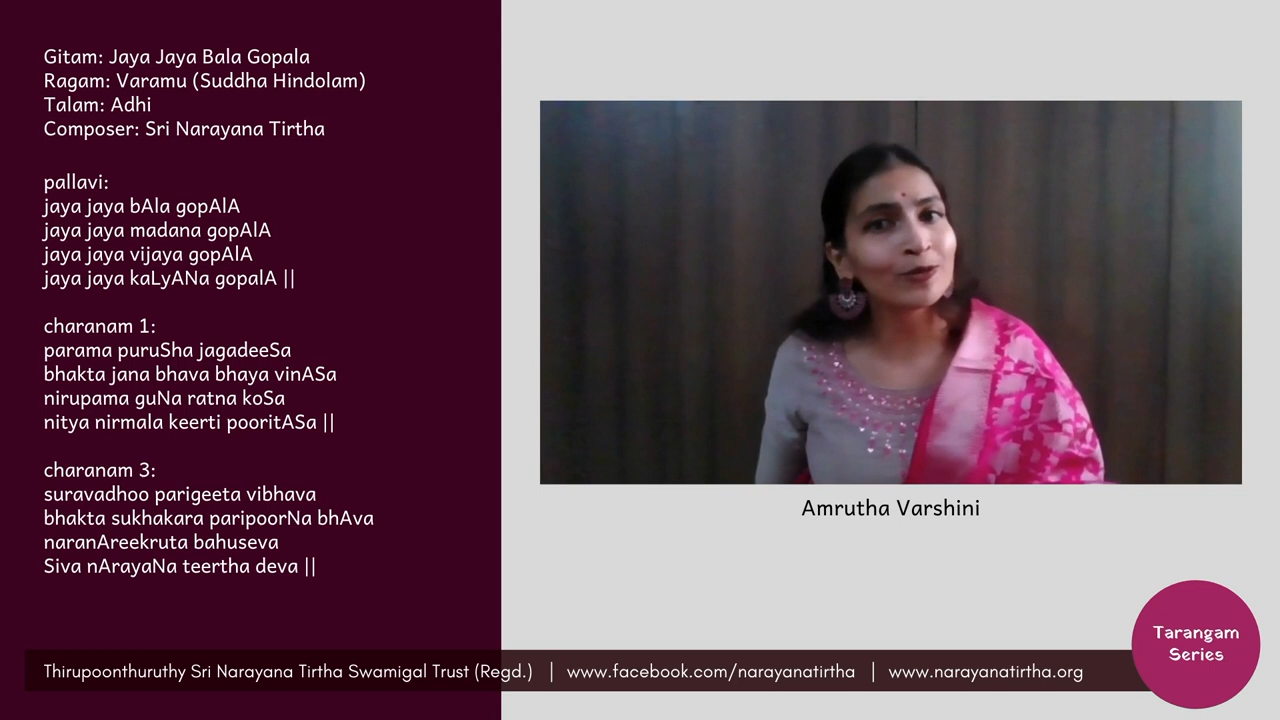 Gitam: Jaya Jaya Bala Gopala
Ragam: Varamu (Suddha Hindolam)
Talam: Adhi
Composer: Sri Narayana Tirtha
pallavi:
jaya jaya bAla gopAlA
jaya jaya madana gopAlA
jaya jaya vijaya gopAlA
jaya jaya kaLyANa gopalA ||
charanam 1:
parama puruSha jagadeeSa
bhakta jana bhava bhaya vinASa
nirupama guNa ratna koSa
nitya nirmala keerti pooritASa ||
charanam 3:
suravadhoo parigeeta vibhava
bhakta sukhakara paripoorNa bhAva
naranAreekruta bahuseva
Siva nArayaNa teertha deva ||
Amrutha Varshini
Tarangam
Series
Thirupoonthuruthy Sri Narayana Tirtha Swamigal Trust (Regd.) | www.facebook.com/narayanatirtha | www.narayanatirtha.org